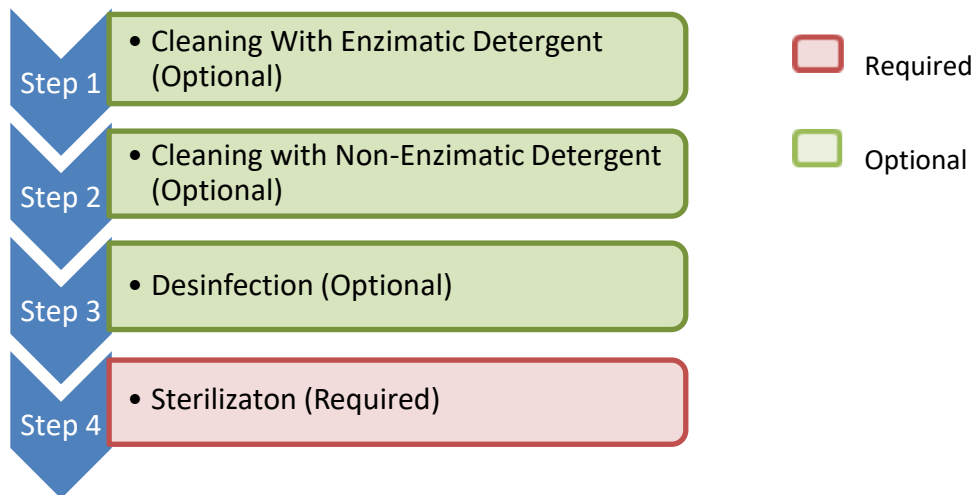 Step 1
• Cleaning With Enzimatic Detergent
(Optional)
Step 2
• Cleaning with Non-Enzimatic Detergent
(Optional)
Step 3
• Desinfection (Optional)
Step 4
• Sterilizaton (Required)
Required
Optional